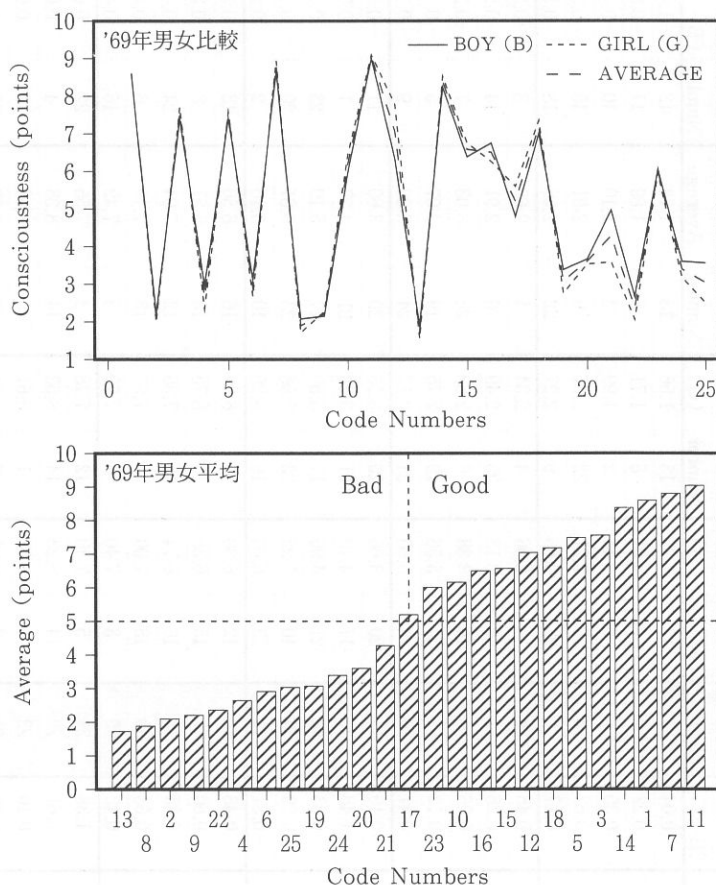 '69年男女比較
BOY (B)
GIRL (G)
AVERAGE
10
9
8
7
6
5
4
3
2
1
Consciousness (points)
0 5 10 15 20 25
Code Numbers
'69年男女平均
Bad Good
10
9
8
7
6
5
4
3
2
1
0
Average (points)
13 2 22 6 19 20 17 10 15 18 3 1 11
8 9 4 25 24 21 23 16 12 5 14 7
Code Numbers